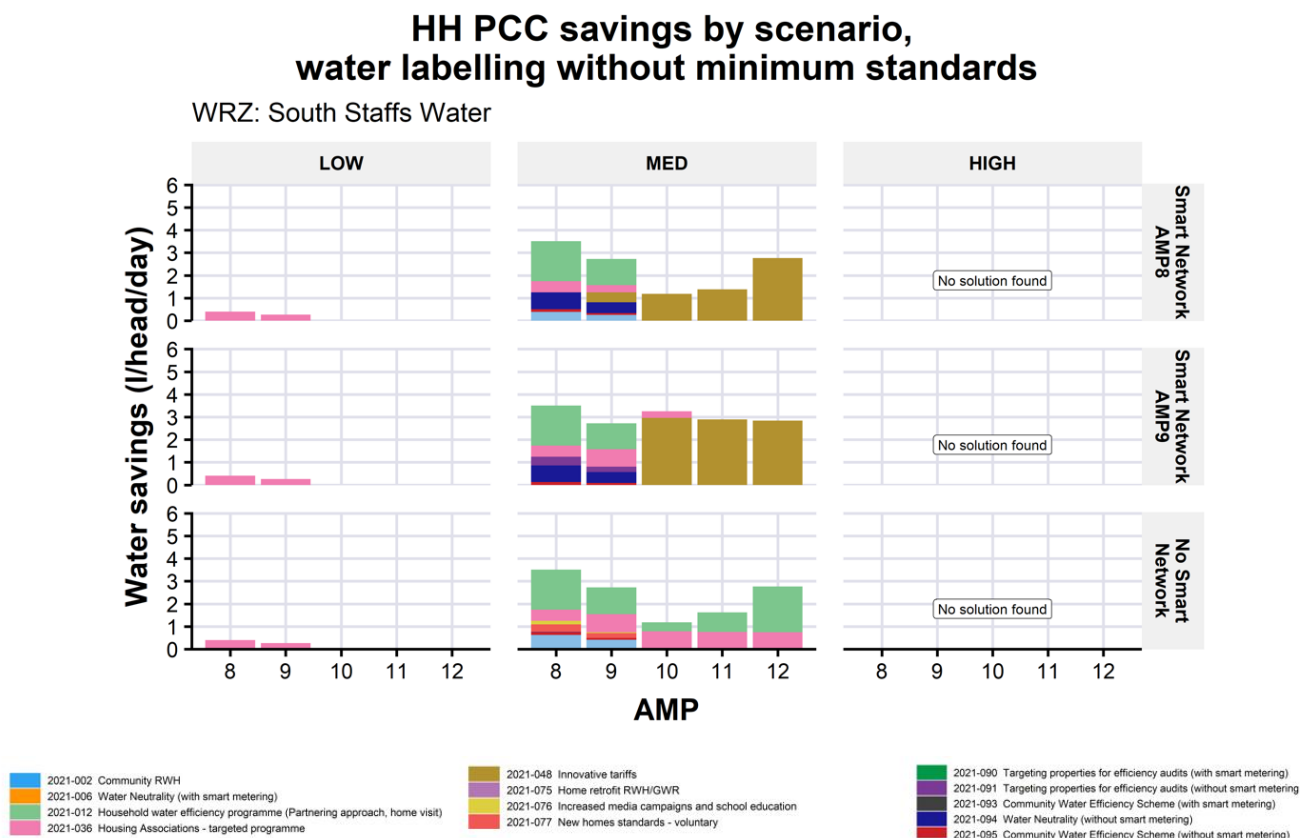 HH PCC savings by scenario,
water labelling without minimum standards
WRZ: South Staffs Water
LOW
MED
HIGH
Water savings (l/head/day)
6
5
4
3
2
1
0
No solution found
Smart Network
AMP8
6
5
4
3
2
1
0
No solution found
Smart Network
AMP9
6
5
4
3
2
1
0
No solution found
No Smart
Network
8 9 10 11 12
8 9 10 11 12
8 9 10 11 12
AMP
2021-002 Community RWH
2021-006 Water Neutrality (with smart metering)
2021-012 Household water efficiency programme (Partnering approach, home visit)
2021-036 Housing Associations - targeted programme
2021-048 Innovative tariffs
2021-075 Home retrofit RWH/GWR
2021-076 Increased media campaigns and school education
2021-077 New homes standards - voluntary
2021-090 Targeting properties for efficiency audits (with smart metering)
2021-091 Targeting properties for efficiency audits (without smart metering
2021-093 Community Water Efficiency Scheme (with smart metering)
2021-094 Water Neutrality (without smart metering)
2021-095 Community Water Efficiency Scheme (without smart metering)